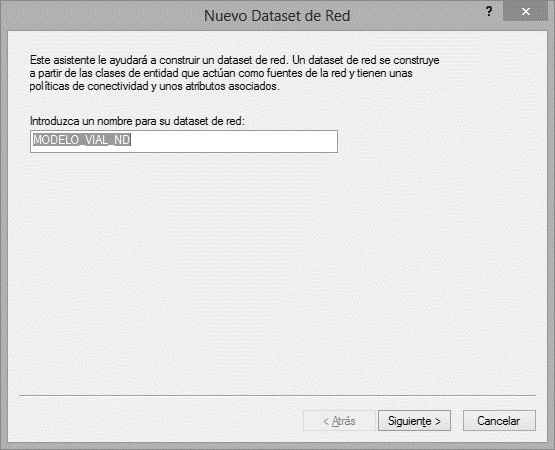 Nuevo Dataset de Red
? ×
Este asistente le ayudará a construir un dataset de red. Un dataset de red se construye
a partir de las clases de entidad que actúan como fuentes de la red y tienen unas
políticas de conectividad y unos atributos asociados.
Introduzca un nombre para su dataset de red:
MODELO_VIAL_ND
< Atrás Siguiente > Cancelar